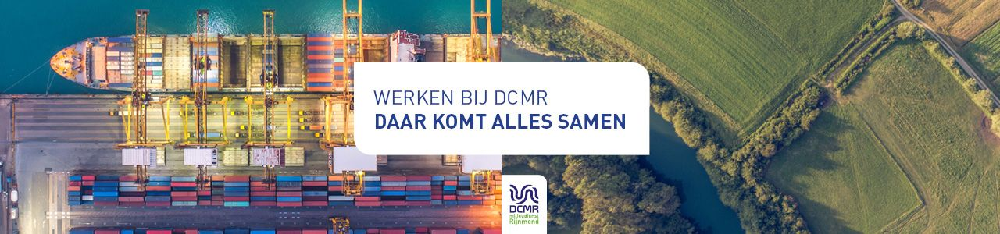 WERKEN BIJ DCMR
DAAR KOMT ALLES SAMEN
DCMR
milieudienst
Rijnmond